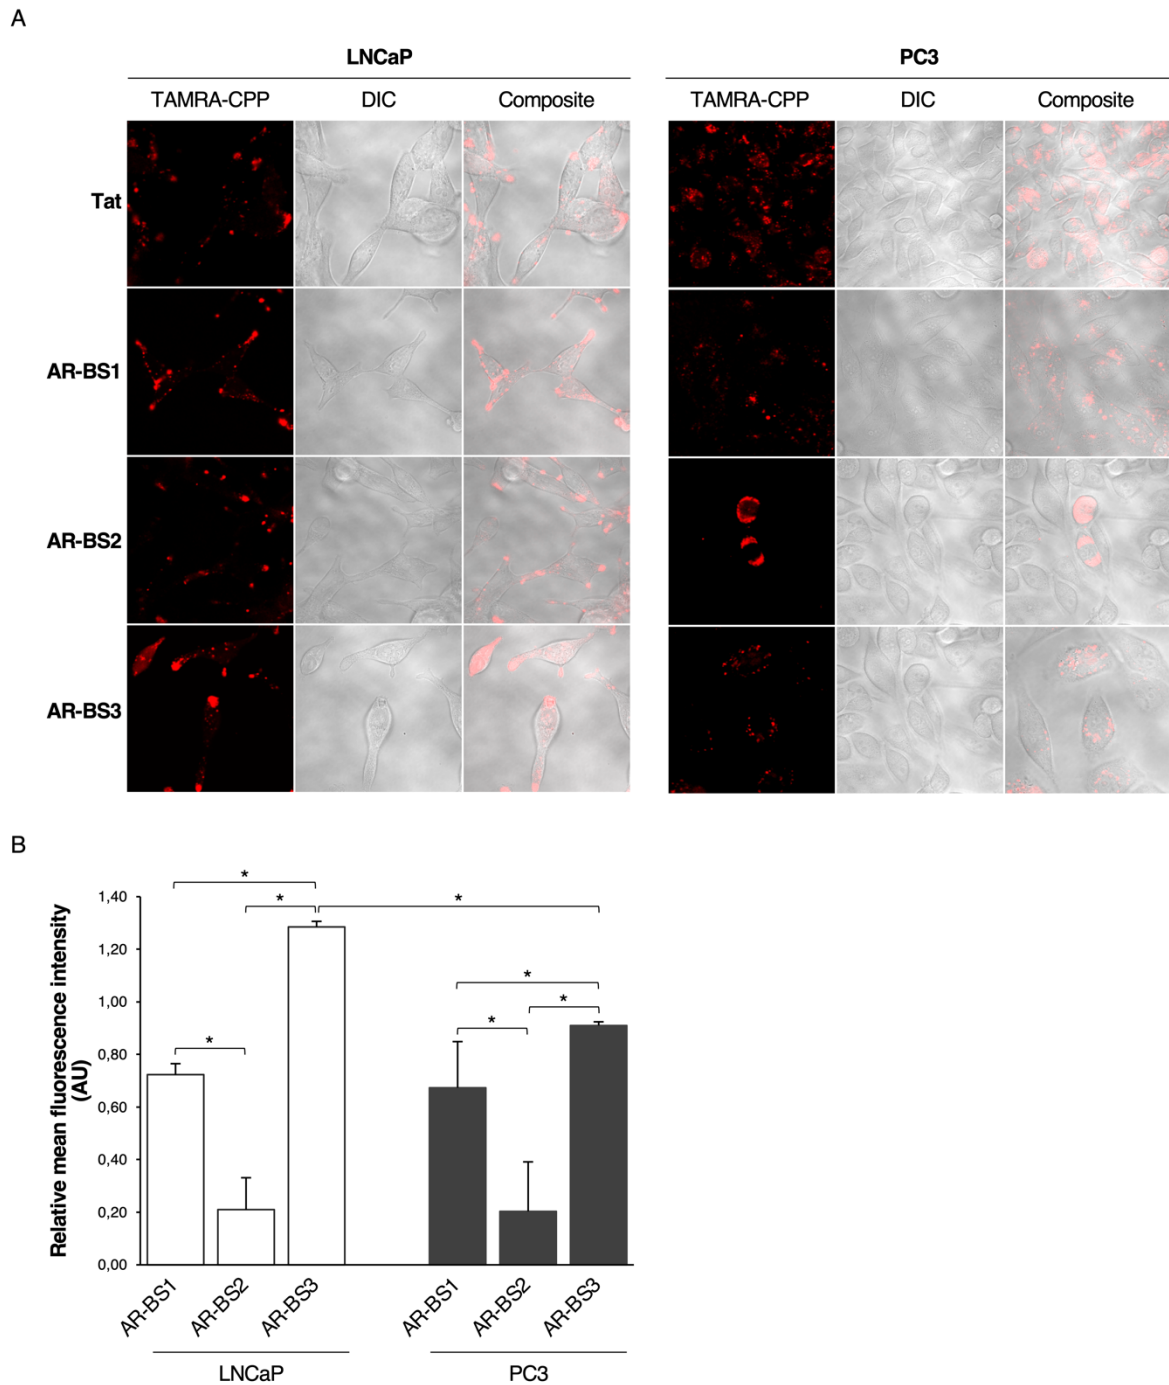 A
LNCaP
PC3
TAMRA-CPP DIC Composite
TAMRA-CPP DIC Composite
Tat
AR-BS1
AR-BS2
AR-BS3
B
Relative mean fluorescence intensity
(AU)
1,40
1,20
1,00
0,80
0,60
0,40
0,20
0,00
*
*
*
*
*
*
*
AR-BS1 AR-BS2 AR-BS3 AR-BS1 AR-BS2 AR-BS3
LNCaP PC3